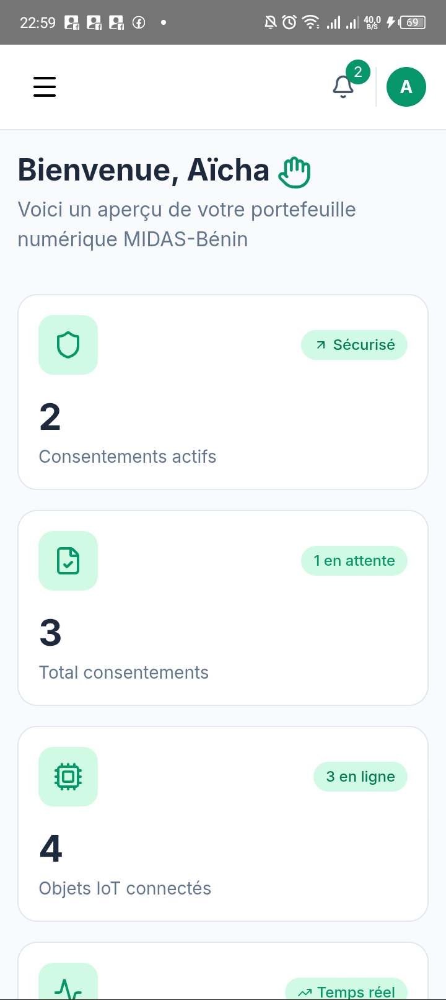 22:59
40,0
B/S
69
2
A
Bienvenue, Aïcha
Voici un aperçu de votre portefeuille
numérique MIDAS-Bénin
Sécurisé
2
Consentements actifs
1 en attente
3
Total consentements
3 en ligne
4
Objets IoT connectés
Temps réel